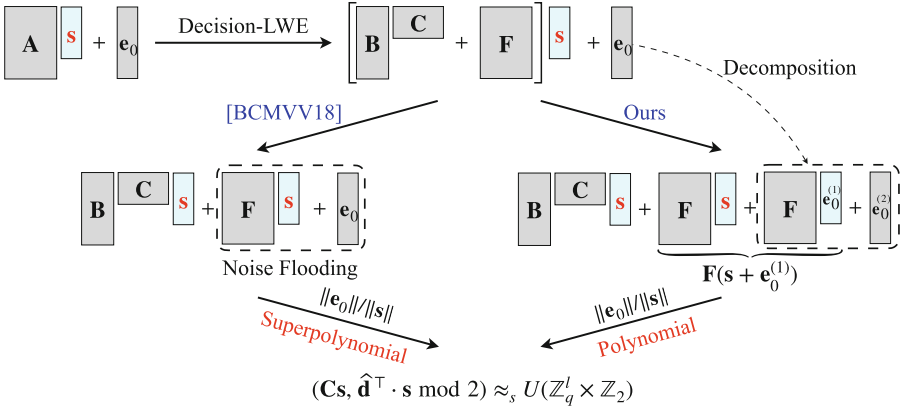 A s + e₀ Decision-LWE [ B C + F ] s + e₀
Decomposition
[BCMVV18] Ours
B C s + F s + e₀ B C s + F s + F e₀⁽¹⁾ + e₀⁽²⁾
Noise Flooding F(s + e₀⁽¹⁾)
‖e₀‖/‖s‖ ‖e₀‖/‖s‖
Superpolynomial Polynomial
(Cs, d̂⊤ · s mod 2) ≈ₛ U(ℤ_q^l × ℤ₂)